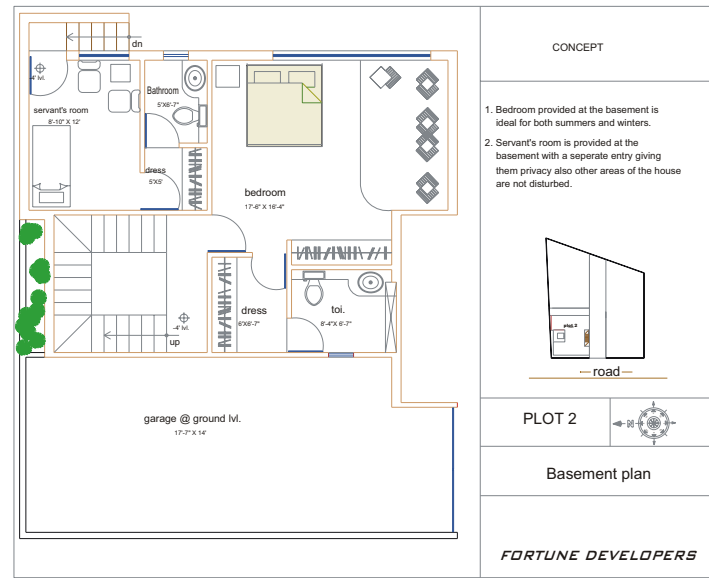 dn
-4' lvl.
servant's room
8'-10" X 12'
Bathroom
5'X6'-7"
dress
5'X5'
bedroom
17'-6" X 16'-4"
-4' lvl.
up
dress
6'X6'-7"
toi.
8'-4"X 6'-7"
garage @ ground lvl.
17'-7" X 14'
CONCEPT
1. Bedroom provided at the basement is
ideal for both summers and winters.
2. Servant's room is provided at the
basement with a seperate entry giving
them privacy also other areas of the house
are not disturbed.
plot 2
road
PLOT 2
N
Basement plan
FORTUNE DEVELOPERS